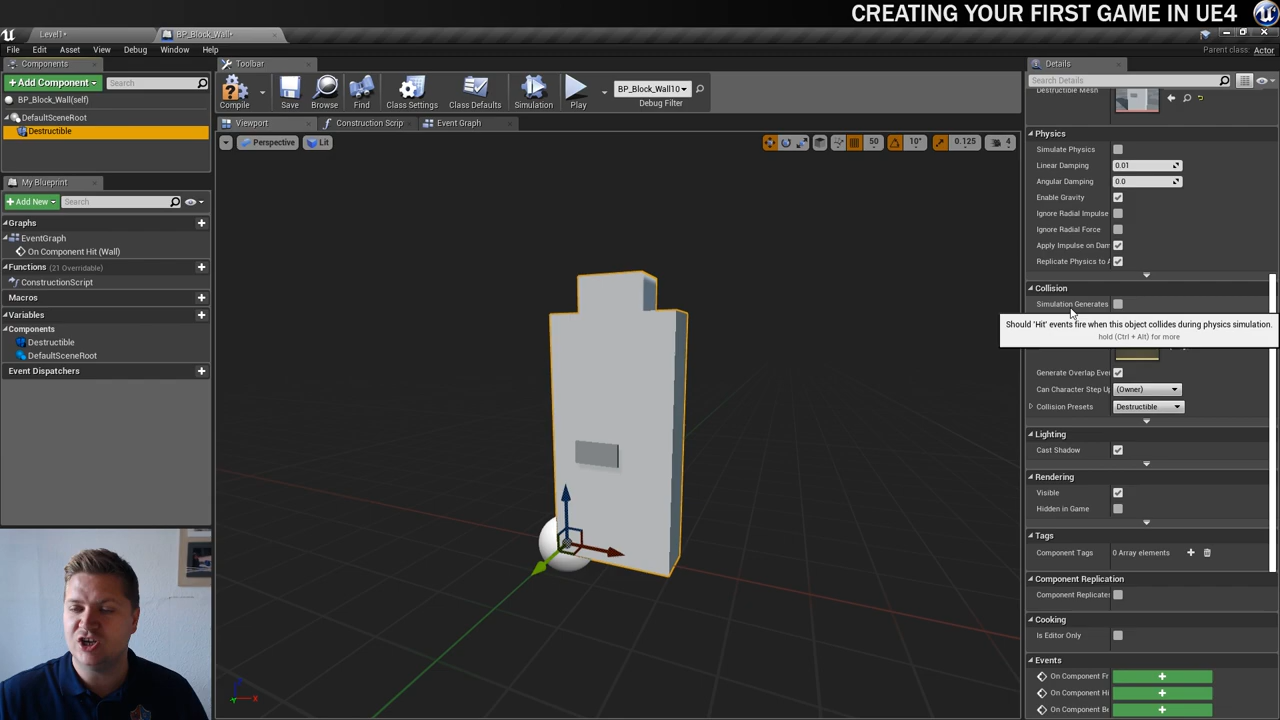 CREATING YOUR FIRST GAME IN UE4
Level1*
BP_Block_Wall*
File Edit Asset View Debug Window Help
Parent class: Actor
Components
+Add Component
Search
BP_Block_Wall(self)
DefaultSceneRoot
Destructible
My Blueprint
+Add New
Search
Graphs
EventGraph
On Component Hit (Wall)
Functions (21 Overridable)
ConstructionScript
Macros
Variables
Components
Destructible
DefaultSceneRoot
Event Dispatchers
Toolbar
Compile
Save
Browse
Find
Class Settings
Class Defaults
Simulation
Play
BP_Block_Wall10
Debug Filter
Viewport
Construction Scrip
Event Graph
Perspective
Lit
50
10°
0.125
4
X
Y
Details
Search Details
Destructible Mesh
Physics
Simulate Physics
Linear Damping 0.01
Angular Damping 0.0
Enable Gravity
Ignore Radial Impulse
Ignore Radial Force
Apply Impulse on Dam
Replicate Physics to A
Collision
Simulation Generates
Should 'Hit' events fire when this object collides during physics simulation.
hold (Ctrl + Alt) for more
Generate Overlap Even
Can Character Step Up (Owner)
Collision Presets Destructible
Lighting
Cast Shadow
Rendering
Visible
Hidden in Game
Tags
Component Tags 0 Array elements
Component Replication
Component Replicates
Cooking
Is Editor Only
Events
On Component Fr
On Component Hi
On Component Be